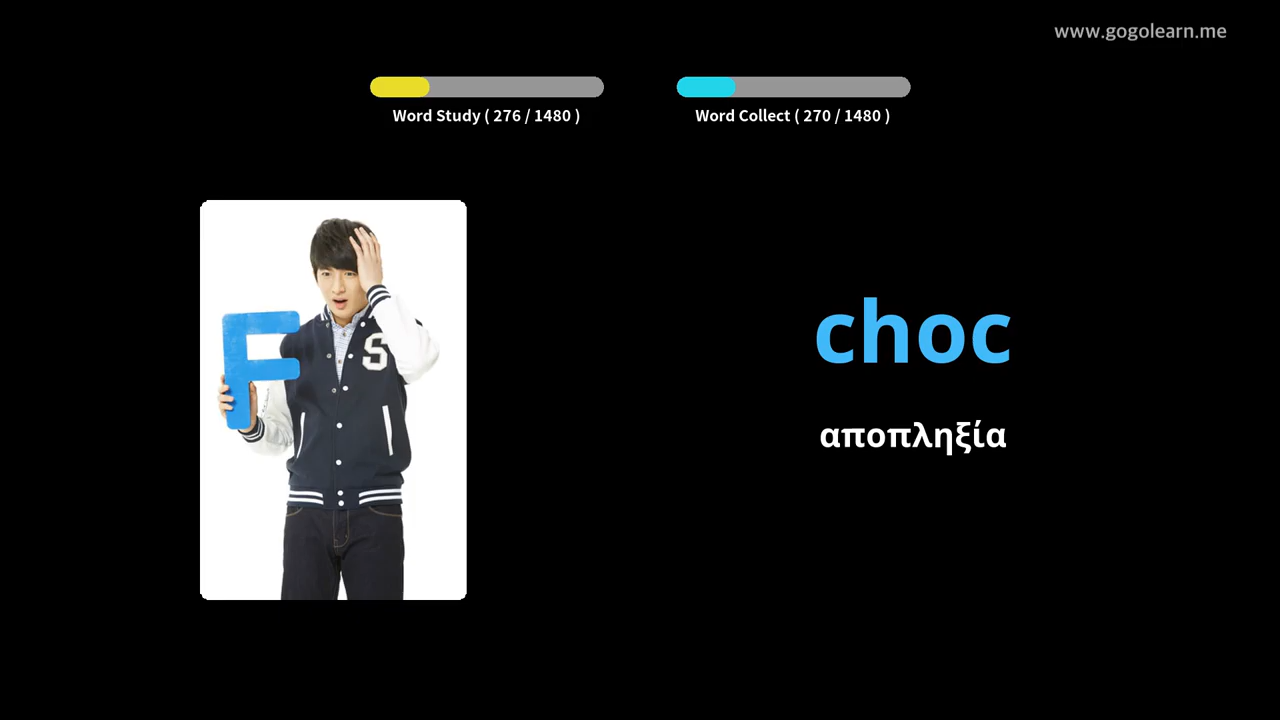 www.gogolearn.me
Word Study ( 276 / 1480 )
Word Collect ( 270 / 1480 )
F
S
choc
αποπληξία